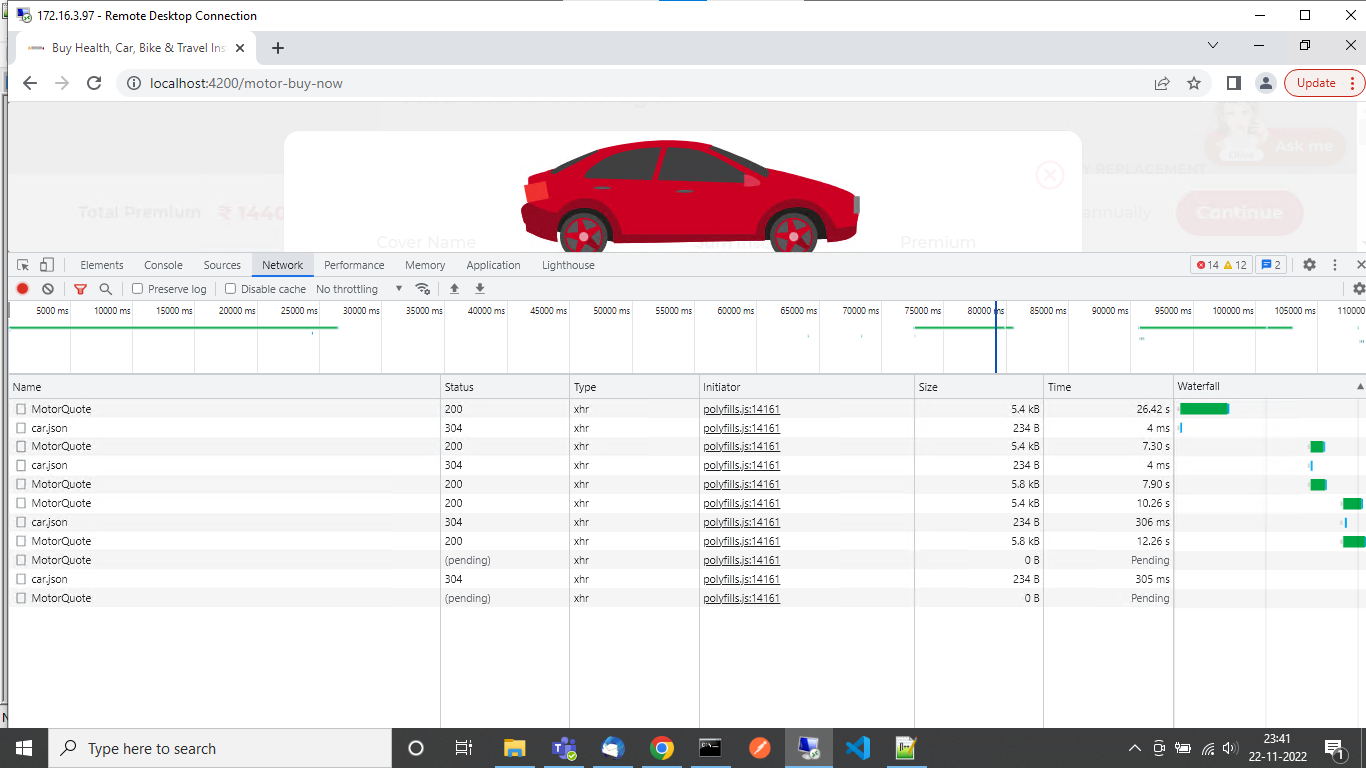 172.16.3.97 - Remote Desktop Connection
Buy Health, Car, Bike & Travel Ins
localhost:4200/motor-buy-now
Update
Ask me
Y REPLACEMENT
Total Premium ₹ 1440
annually Continue
Cover Name Premium
Elements Console Sources Network Performance Memory Application Lighthouse 14 12 2
Preserve log Disable cache No throttling
5000 ms 10000 ms 15000 ms 20000 ms 25000 ms 30000 ms 35000 ms 40000 ms 45000 ms 50000 ms 55000 ms 60000 ms 65000 ms 70000 ms 75000 ms 80000 ms 85000 ms 90000 ms 95000 ms 100000 ms 105000 ms 110000
Name Status Type Initiator Size Time Waterfall
MotorQuote 200 xhr polyfills.js:14161 5.4 kB 26.42 s
car.json 304 xhr polyfills.js:14161 234 B 4 ms
MotorQuote 200 xhr polyfills.js:14161 5.4 kB 7.30 s
car.json 304 xhr polyfills.js:14161 234 B 4 ms
MotorQuote 200 xhr polyfills.js:14161 5.8 kB 7.90 s
MotorQuote 200 xhr polyfills.js:14161 5.4 kB 10.26 s
car.json 304 xhr polyfills.js:14161 234 B 306 ms
MotorQuote 200 xhr polyfills.js:14161 5.8 kB 12.26 s
MotorQuote (pending) xhr polyfills.js:14161 0 B Pending
car.json 304 xhr polyfills.js:14161 234 B 305 ms
MotorQuote (pending) xhr polyfills.js:14161 0 B Pending
Type here to search
23:41
22-11-2022
1